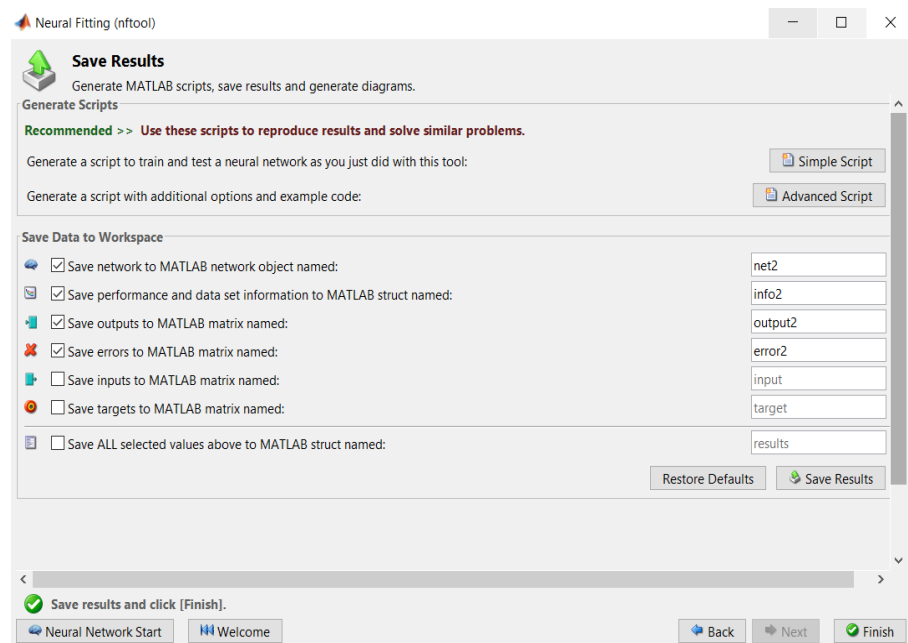 Neural Fitting (nftool)
Save Results
Generate MATLAB scripts, save results and generate diagrams.
Generate Scripts
Recommended >> Use these scripts to reproduce results and solve similar problems.
Generate a script to train and test a neural network as you just did with this tool: Simple Script
Generate a script with additional options and example code: Advanced Script
Save Data to Workspace
Save network to MATLAB network object named: net2
Save performance and data set information to MATLAB struct named: info2
Save outputs to MATLAB matrix named: output2
Save errors to MATLAB matrix named: error2
Save inputs to MATLAB matrix named: input
Save targets to MATLAB matrix named: target
Save ALL selected values above to MATLAB struct named: results
Restore Defaults Save Results
Save results and click [Finish].
Neural Network Start Welcome Back Next Finish